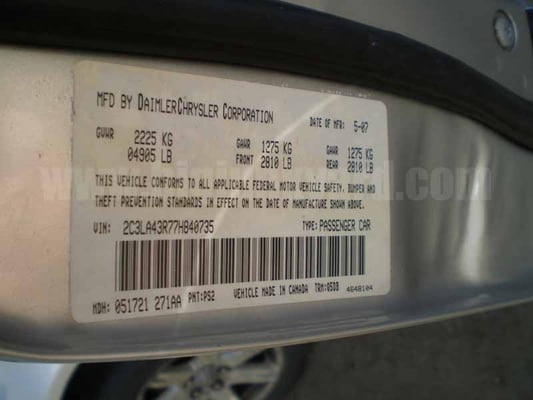 MFD BY DAIMLERCHRYSLER CORPORATION DATE OF MFR: 5-07
GVWR 2225 KG GAWR 1275 KG GAWR 1275 KG
04905 LB FRONT 2810 LB REAR 2810 LB
THIS VEHICLE CONFORMS TO ALL APPLICABLE FEDERAL MOTOR VEHICLE SAFETY, BUMPER AND
THEFT PREVENTION STANDARDS IN EFFECT ON THE DATE OF MANUFACTURE SHOWN ABOVE.
VIN: 2C3LA43R77H840735 TYPE: PASSENGER CAR
MDH: 051721 271AA PNT: PS2 VEHICLE MADE IN CANADA TRM: Q5DB
4648104